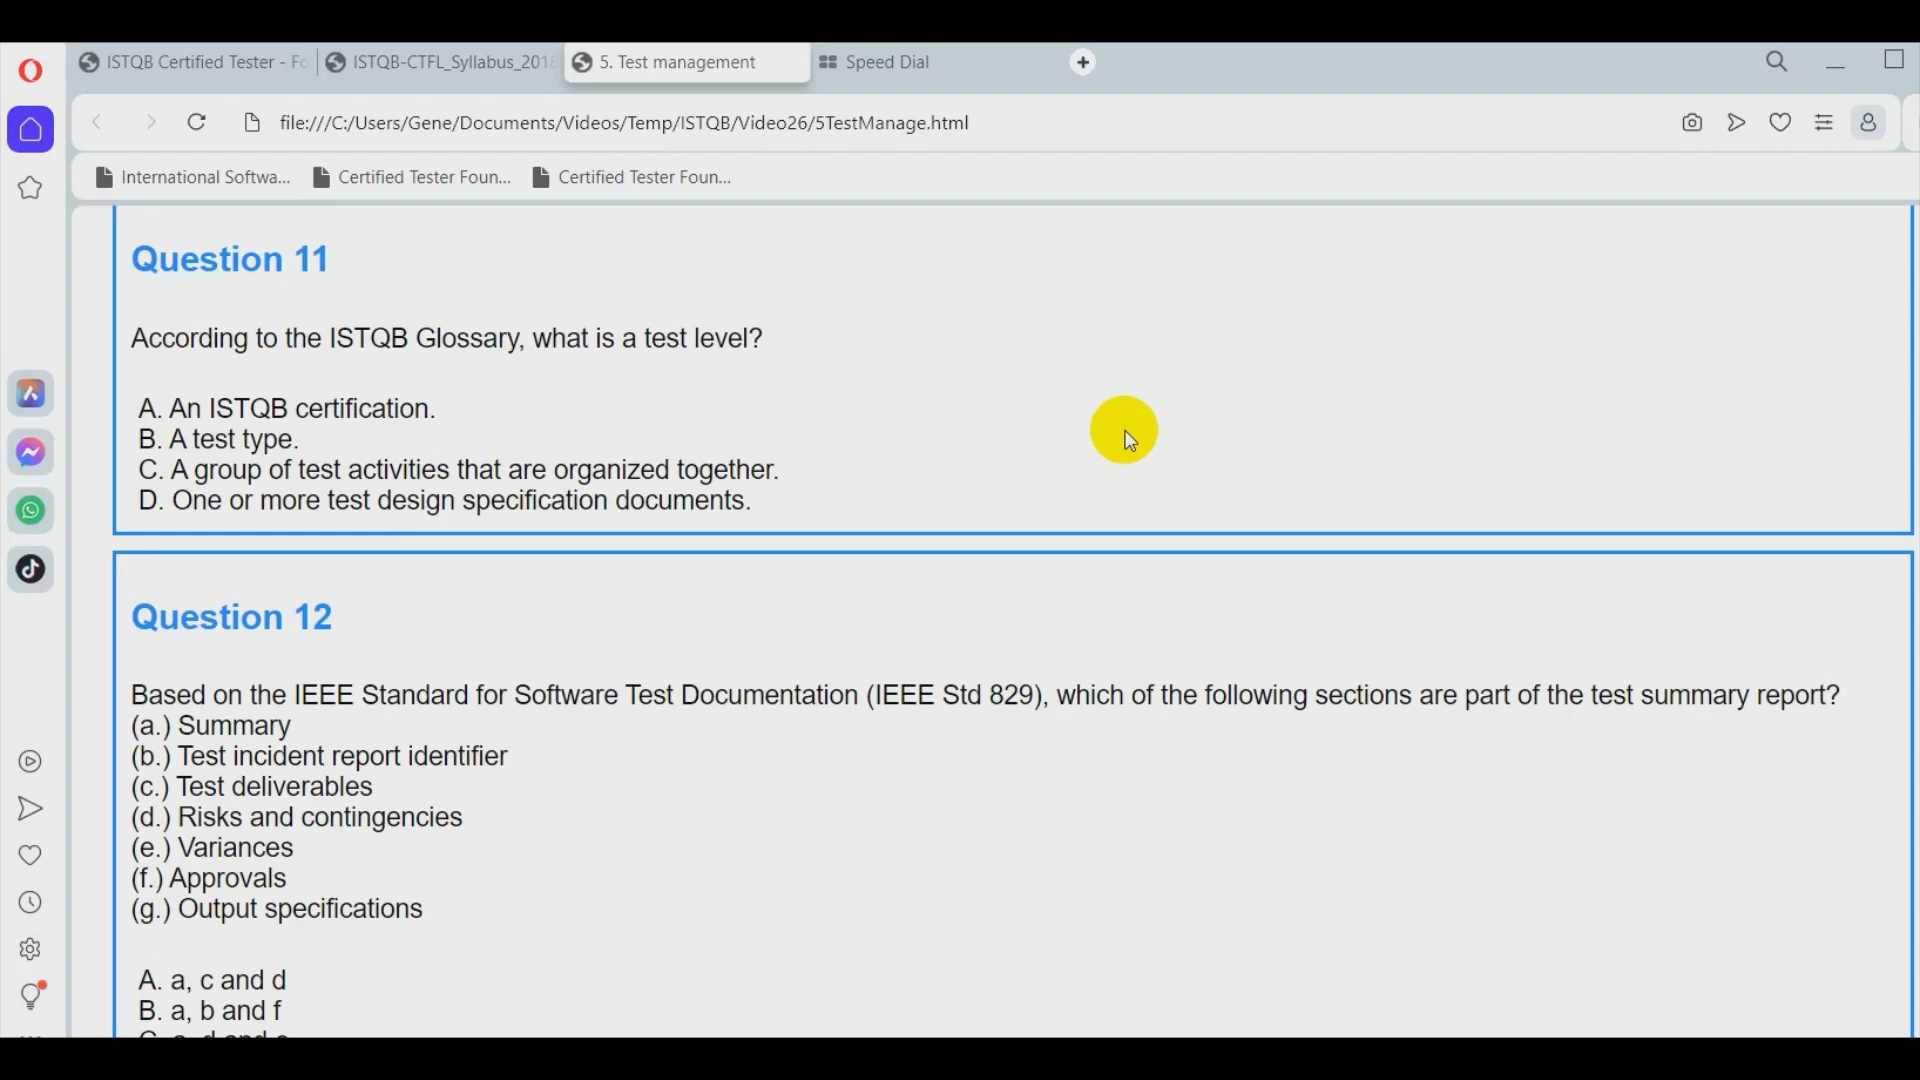 ISTQB Certified Tester - Fo
ISTQB-CTFL_Syllabus_2018
5. Test management
Speed Dial
file:///C:/Users/Gene/Documents/Videos/Temp/ISTQB/Video26/5TestManage.html
International Softwa...
Certified Tester Foun...
Certified Tester Foun...
Question 11
According to the ISTQB Glossary, what is a test level?
A. An ISTQB certification.
B. A test type.
C. A group of test activities that are organized together.
D. One or more test design specification documents.
Question 12
Based on the IEEE Standard for Software Test Documentation (IEEE Std 829), which of the following sections are part of the test summary report?
(a.) Summary
(b.) Test incident report identifier
(c.) Test deliverables
(d.) Risks and contingencies
(e.) Variances
(f.) Approvals
(g.) Output specifications
A. a, c and d
B. a, b and f